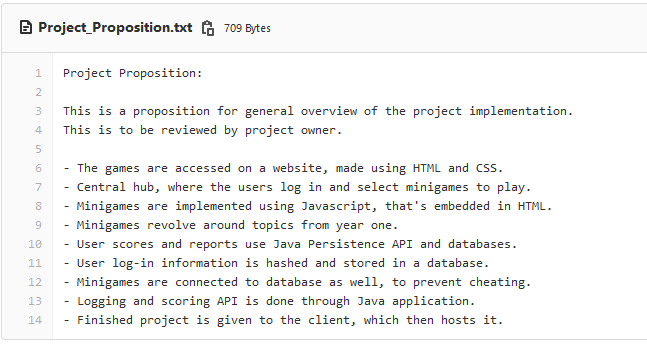 Project_Proposition.txt 709 Bytes
1 Project Proposition:
2
3 This is a proposition for general overview of the project implementation.
4 This is to be reviewed by project owner.
5
6 - The games are accessed on a website, made using HTML and CSS.
7 - Central hub, where the users log in and select minigames to play.
8 - Minigames are implemented using Javascript, that's embedded in HTML.
9 - Minigames revolve around topics from year one.
10 - User scores and reports use Java Persistence API and databases.
11 - User log-in information is hashed and stored in a database.
12 - Minigames are connected to database as well, to prevent cheating.
13 - Logging and scoring API is done through Java application.
14 - Finished project is given to the client, which then hosts it.